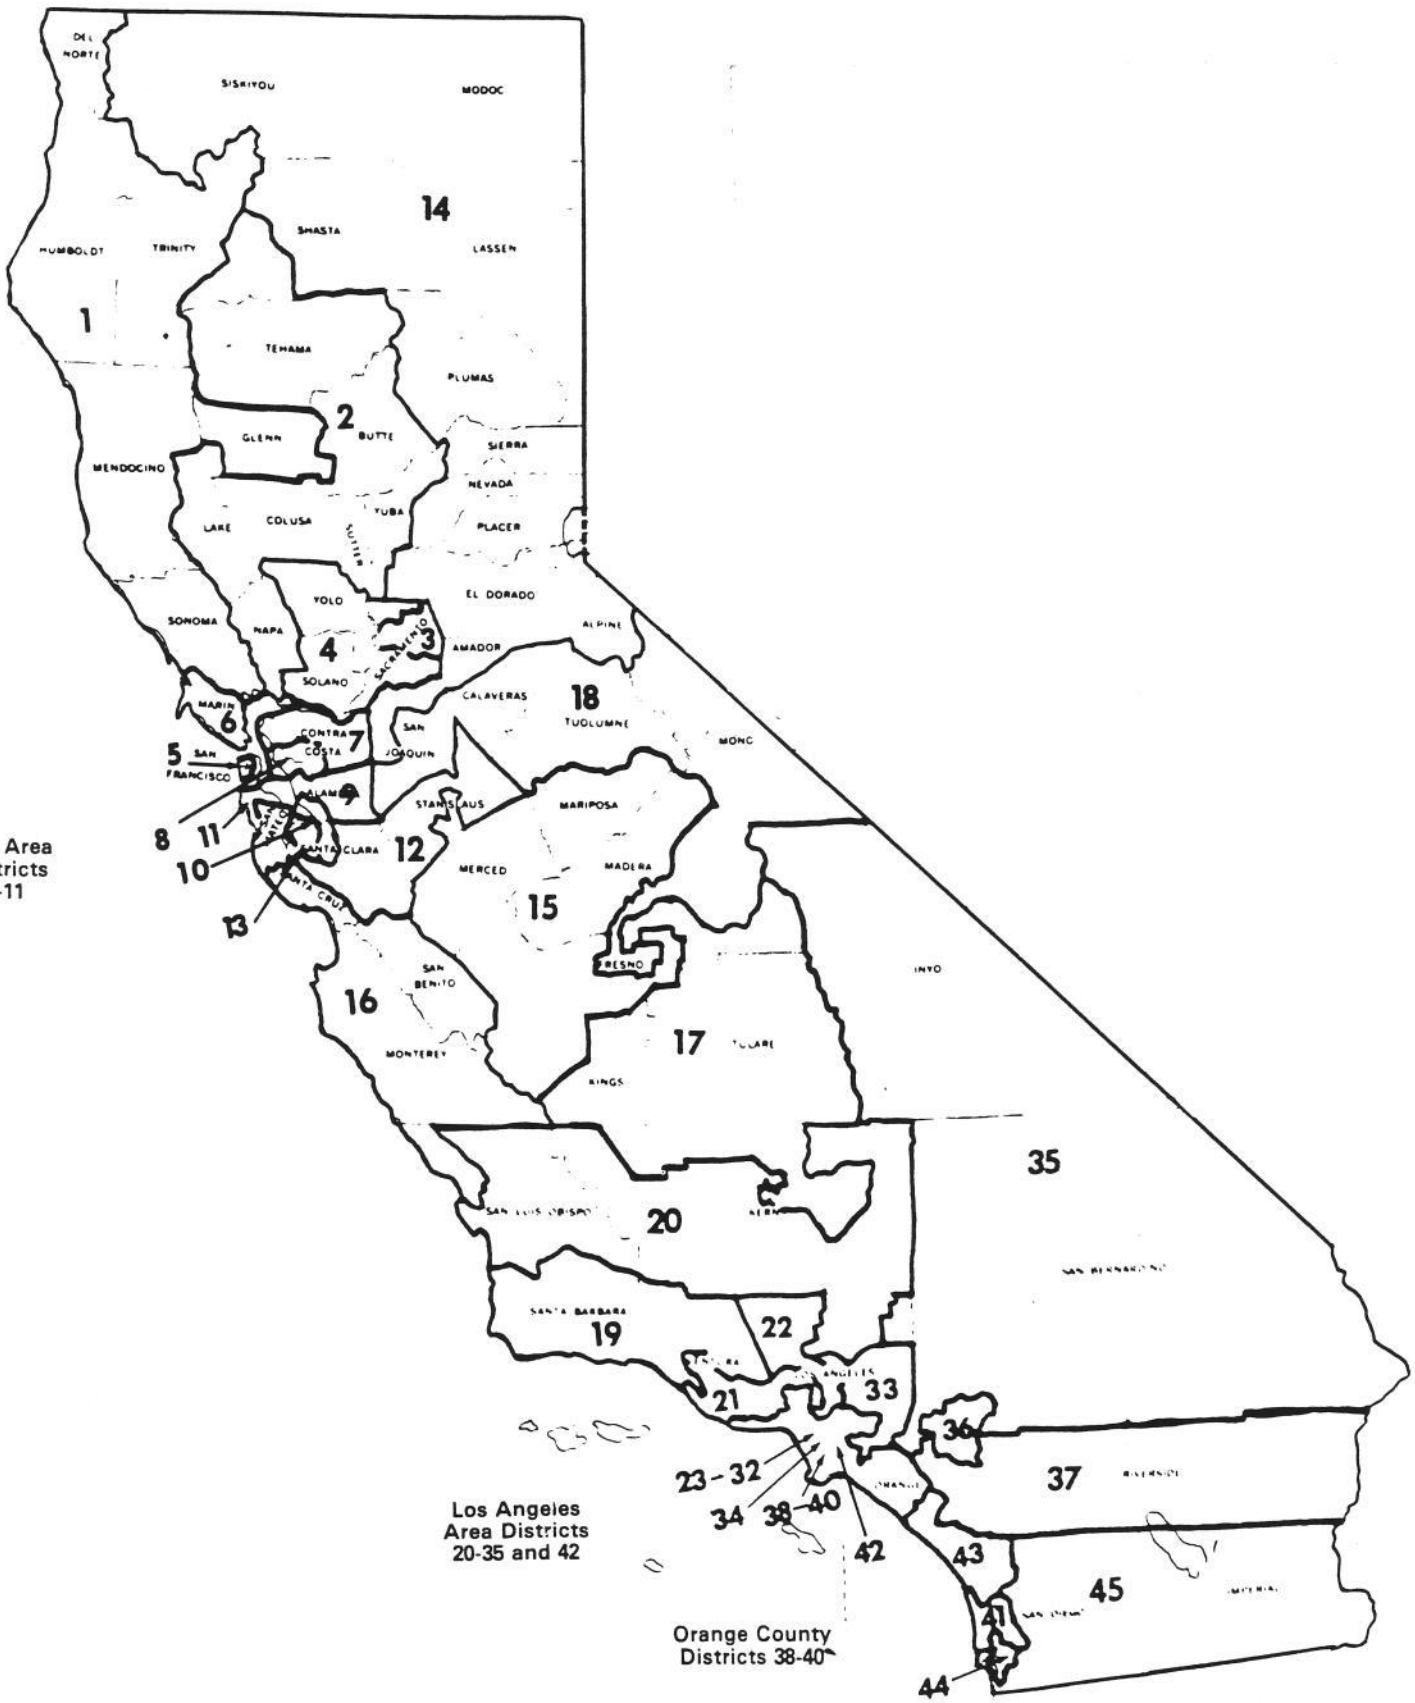 DEL
NORTE
SISKIYOU
MODOC
14
SHASTA
HUMBOLDT
TRINITY
LASSEN
1
TEHAMA
PLUMAS
2
GLENN
BUTTE
SIERRA
MENDOCINO
NEVADA
YUBA
LAKE
COLUSA
PLACER
SUTTER
EL DORADO
YOLO
SONOMA
NAPA
ALPINE
3
SACRAMENTO
4
AMADOR
SOLANO
CALAVERAS
18
MARIN
6
TUOLUMNE
CONTRA
7
SAN
COSTA
JOAQUIN
MONO
5
SAN
FRANCISCO
9
STANISLAUS
MARIPOSA
8
11
SAN
MATEO
SANTA CLARA
12
Area
10
MERCED
MADERA
-11
SANTA CRUZ
15
13
FRESNO
SAN
BENITO
INYO
16
17
TULARE
MONTEREY
KINGS
35
SAN LUIS OBISPO
20
KERN
SAN BERNARDINO
SANTA BARBARA
19
22
ANGELES
33
21
36
23-32
37
RIVERSIDE
ORANGE
34
38-40
Los Angeles
Area Districts
20-35 and 42
42
43
45
IMPERIAL
41
SAN DIEGO
Orange County
Districts 38-40
44